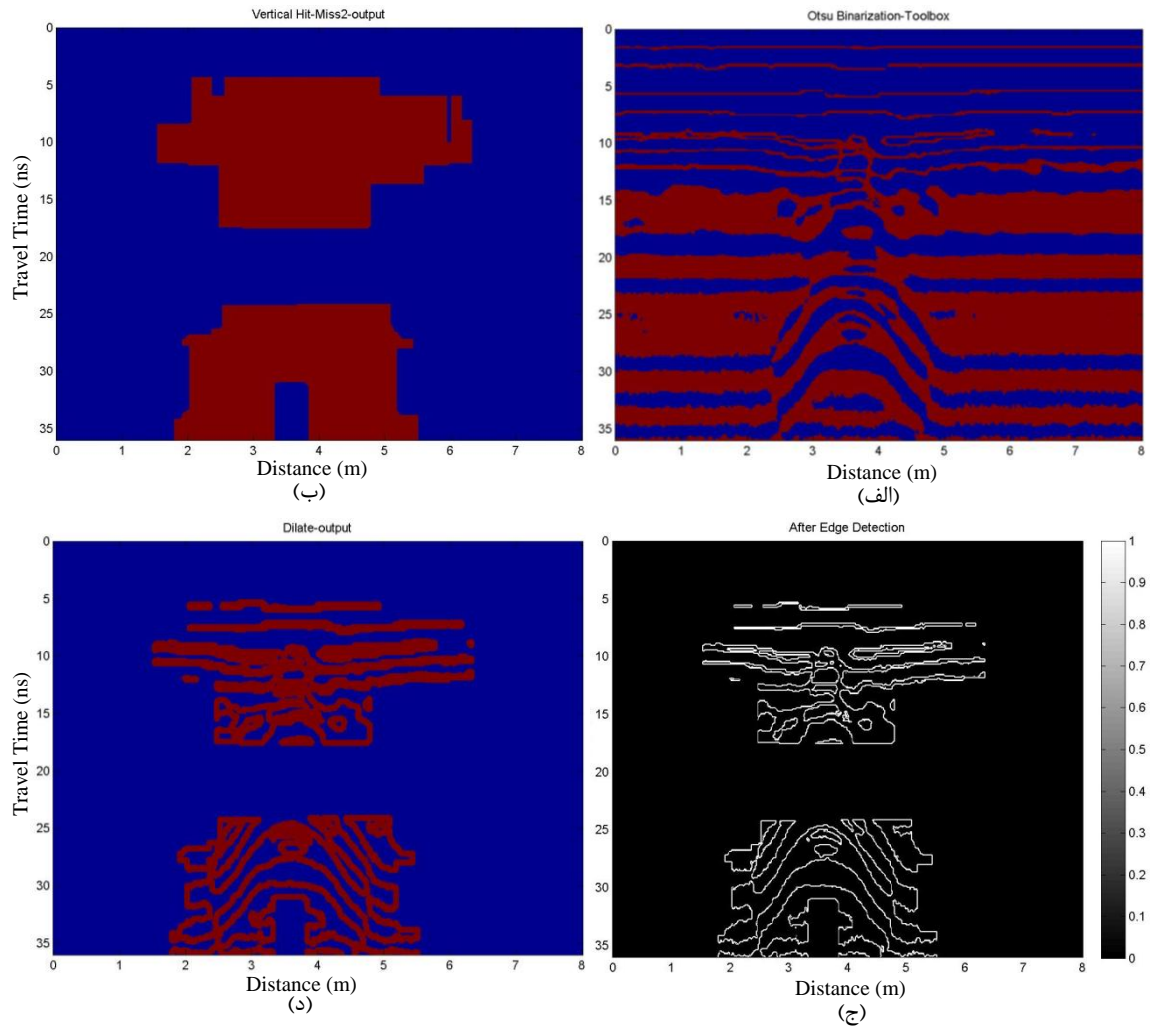 Vertical Hit-Miss2-output
Travel Time (ns)
0
5
10
15
20
25
30
35
0 1 2 3 4 5 6 7 8
Distance (m)
(ب)
Otsu Binarization-Toolbox
0
5
10
15
20
25
30
35
0 1 2 3 4 5 6 7 8
Distance (m)
(الف)
Dilate-output
Travel Time (ns)
0
5
10
15
20
25
30
35
0 1 2 3 4 5 6 7 8
Distance (m)
(د)
After Edge Detection
0
5
10
15
20
25
30
35
0 1 2 3 4 5 6 7 8
Distance (m)
(ج)
1
0.9
0.8
0.7
0.6
0.5
0.4
0.3
0.2
0.1
0